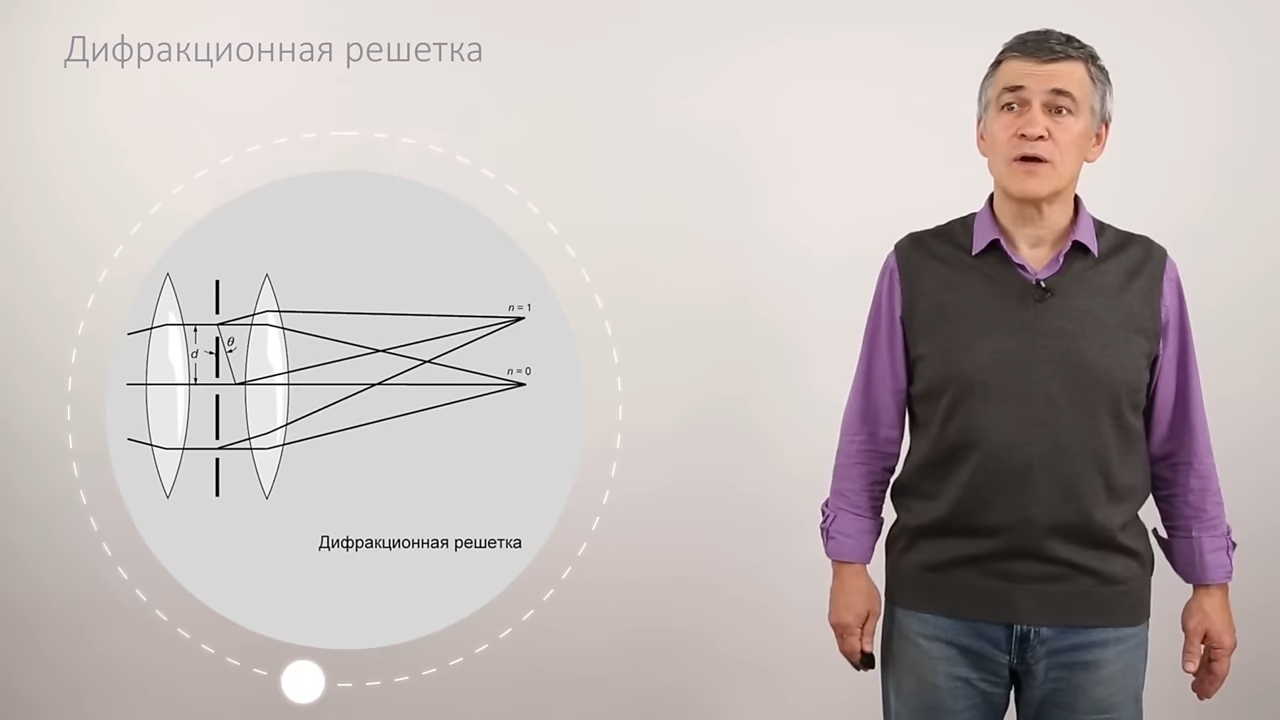 Дифракционная решетка
n = 1
θ
d
n = 0
Дифракционная решетка